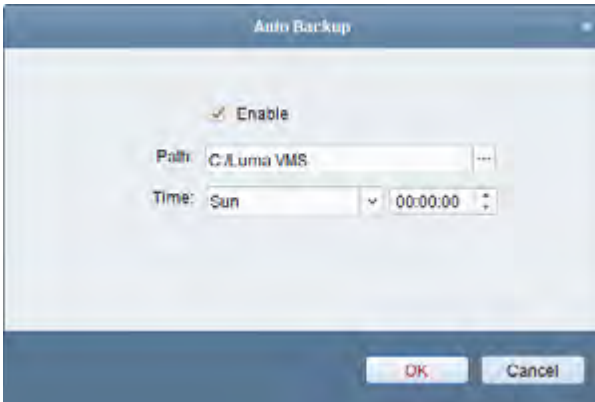 Auto Backup
Enable
Path: C:/Luma VMS ...
Time: Sun 00:00:00
OK Cancel